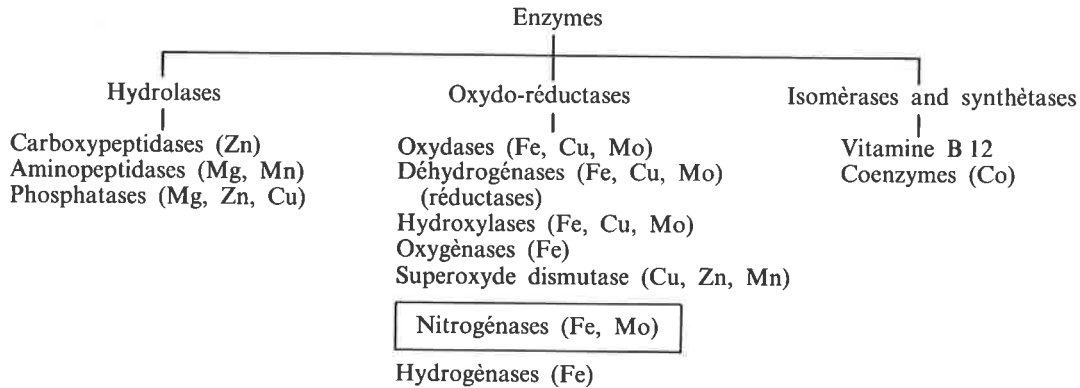 Enzymes
Hydrolases
Carboxypeptidases (Zn)
Aminopeptidases (Mg, Mn)
Phosphatases (Mg, Zn, Cu)
Oxydo-réductases
Oxydases (Fe, Cu, Mo)
Déhydrogénases (Fe, Cu, Mo)
(réductases)
Hydroxylases (Fe, Cu, Mo)
Oxygènases (Fe)
Superoxyde dismutase (Cu, Zn, Mn)
Nitrogénases (Fe, Mo)
Hydrogènases (Fe)
Isomèrases and synthètases
Vitamine B 12
Coenzymes (Co)